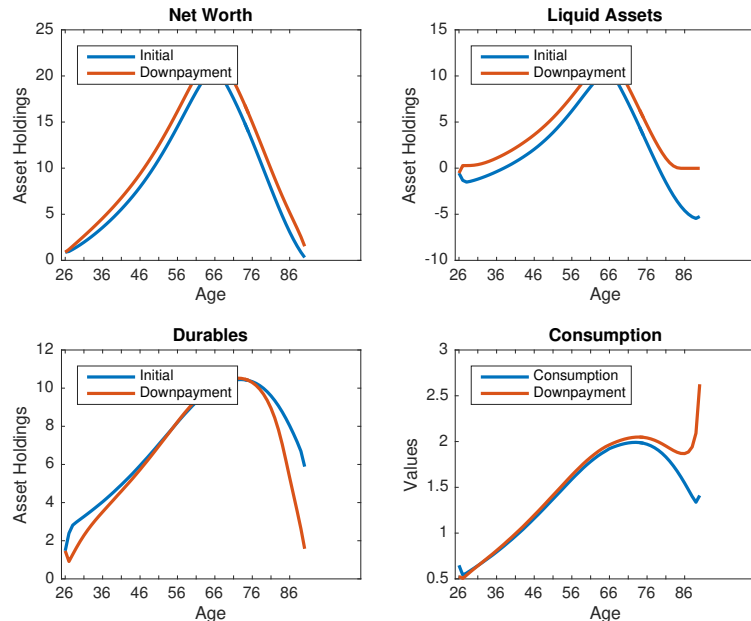 Net Worth
Asset Holdings
25
20
15
10
5
0
Initial
Downpayment
26 36 46 56 66 76 86
Age
Liquid Assets
Asset Holdings
15
10
5
0
-5
-10
Initial
Downpayment
26 36 46 56 66 76 86
Age
Durables
Asset Holdings
12
10
8
6
4
2
0
Initial
Downpayment
26 36 46 56 66 76 86
Age
Consumption
Values
3
2.5
2
1.5
1
0.5
Consumption
Downpayment
26 36 46 56 66 76 86
Age